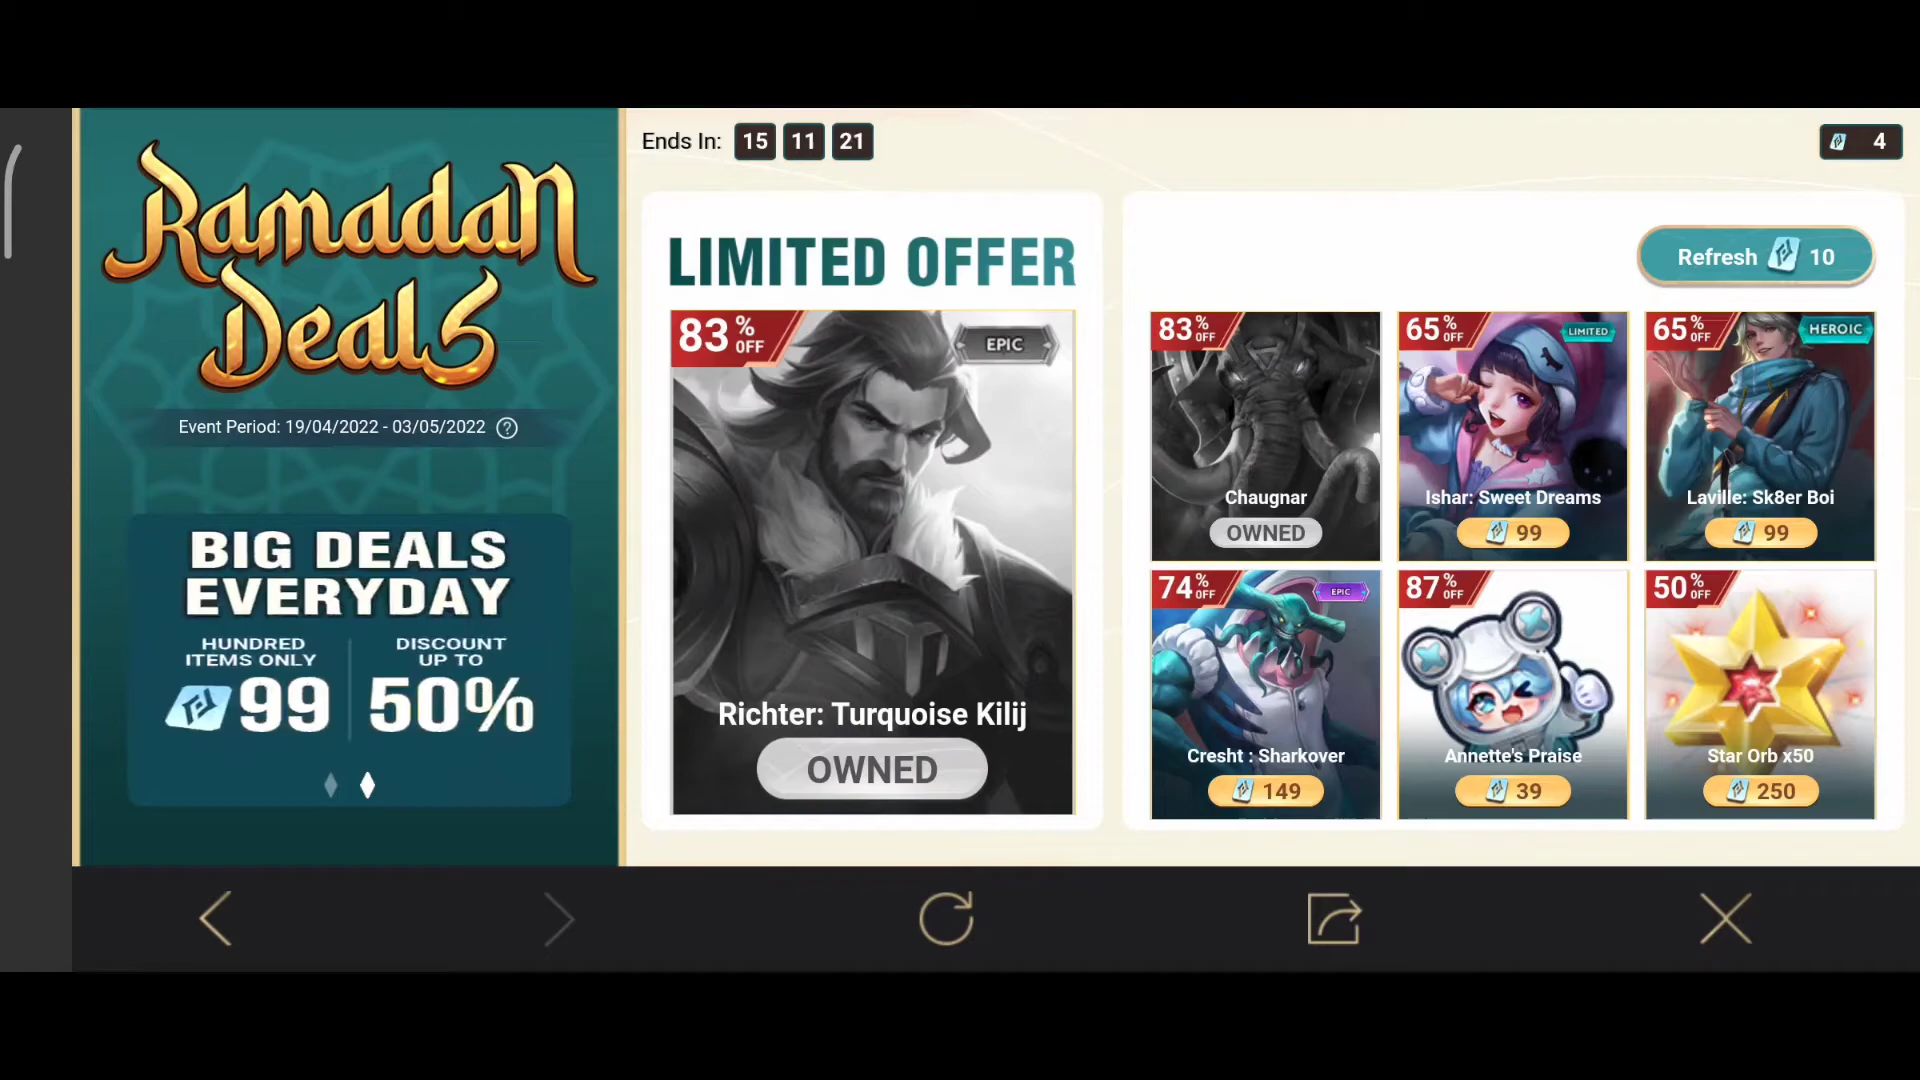 Ramadan
Deals
Event Period: 19/04/2022 - 03/05/2022 ?
BIG DEALS
EVERYDAY
HUNDRED
ITEMS ONLY
99
DISCOUNT
UP TO
50%
Ends In: 15 11 21
4
LIMITED OFFER
83% OFF
EPIC
Richter: Turquoise Kilij
OWNED
Refresh 10
83% OFF
Chaugnar
OWNED
65% OFF
LIMITED
Ishar: Sweet Dreams
99
65% OFF
HEROIC
Laville: Sk8er Boi
99
74% OFF
EPIC
Cresht : Sharkover
149
87% OFF
Annette's Praise
39
50% OFF
Star Orb x50
250